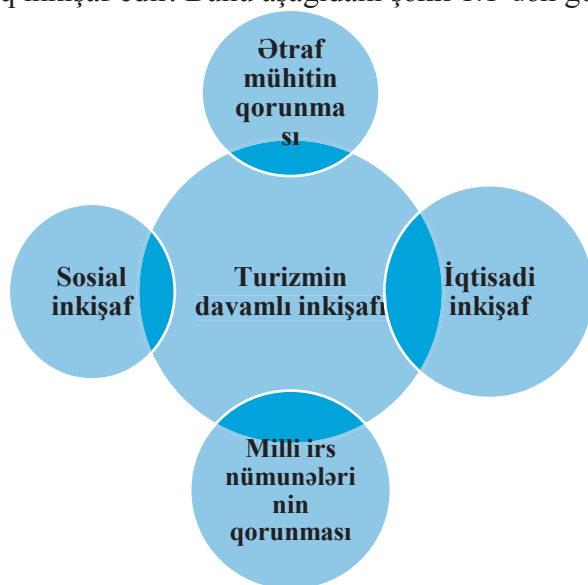 Ətraf
mühitin
qorunma
sı
Sosial
inkişaf
Turizmin
davamlı inkişafı
İqtisadi
inkişaf
Milli irs
nümunələri
nin
qorunması